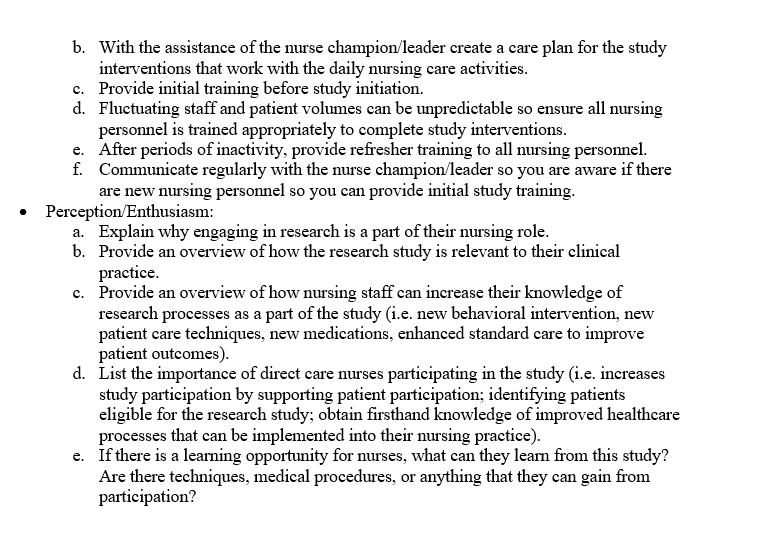 b. With the assistance of the nurse champion/leader create a care plan for the study
interventions that work with the daily nursing care activities.
c. Provide initial training before study initiation.
d. Fluctuating staff and patient volumes can be unpredictable so ensure all nursing
personnel is trained appropriately to complete study interventions.
e. After periods of inactivity, provide refresher training to all nursing personnel.
f. Communicate regularly with the nurse champion/leader so you are aware if there
are new nursing personnel so you can provide initial study training.
• Perception/Enthusiasm:
a. Explain why engaging in research is a part of their nursing role.
b. Provide an overview of how the research study is relevant to their clinical
practice.
c. Provide an overview of how nursing staff can increase their knowledge of
research processes as a part of the study (i.e. new behavioral intervention, new
patient care techniques, new medications, enhanced standard care to improve
patient outcomes).
d. List the importance of direct care nurses participating in the study (i.e. increases
study participation by supporting patient participation; identifying patients
eligible for the research study; obtain firsthand knowledge of improved healthcare
processes that can be implemented into their nursing practice).
e. If there is a learning opportunity for nurses, what can they learn from this study?
Are there techniques, medical procedures, or anything that they can gain from
participation?